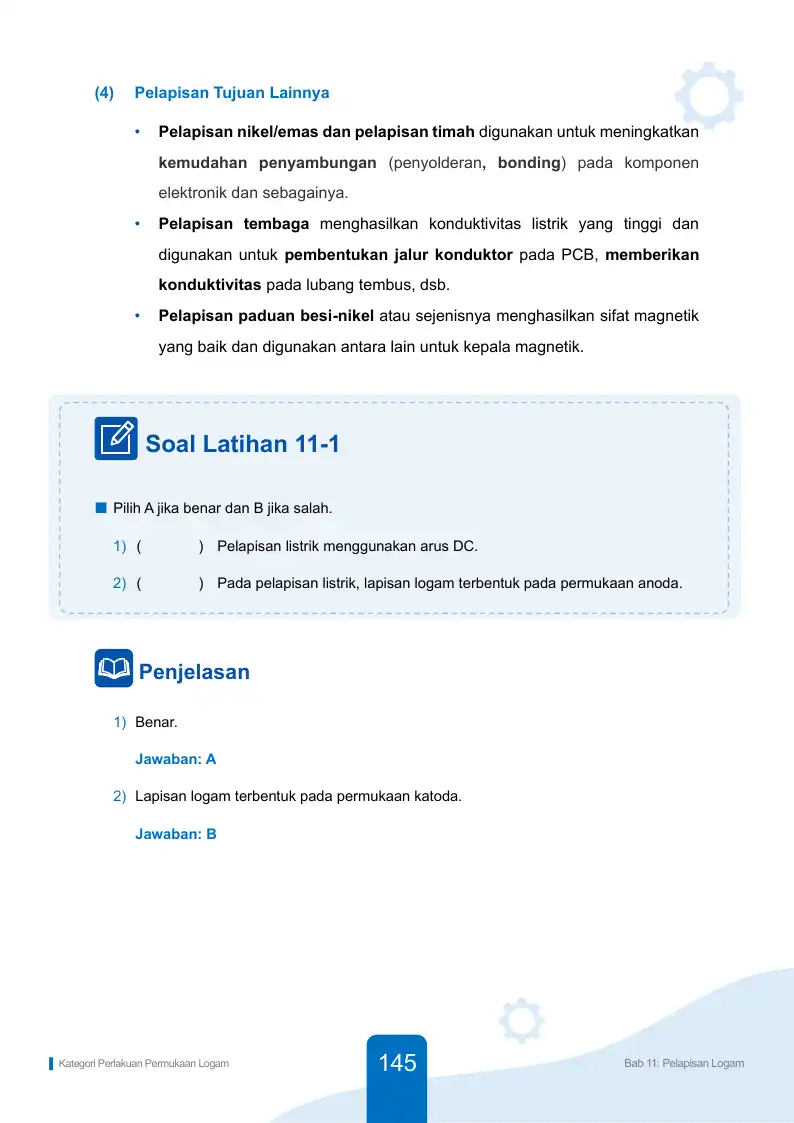 (4) Pelapisan Tujuan Lainnya
• Pelapisan nikel/emas dan pelapisan timah digunakan untuk meningkatkan
kemudahan penyambungan (penyolderan, bonding) pada komponen
elektronik dan sebagainya.
• Pelapisan tembaga menghasilkan konduktivitas listrik yang tinggi dan
digunakan untuk pembentukan jalur konduktor pada PCB, memberikan
konduktivitas pada lubang tembus, dsb.
• Pelapisan paduan besi-nikel atau sejenisnya menghasilkan sifat magnetik
yang baik dan digunakan antara lain untuk kepala magnetik.
Soal Latihan 11-1
■ Pilih A jika benar dan B jika salah.
1) ( ) Pelapisan listrik menggunakan arus DC.
2) ( ) Pada pelapisan listrik, lapisan logam terbentuk pada permukaan anoda.
Penjelasan
1) Benar.
Jawaban: A
2) Lapisan logam terbentuk pada permukaan katoda.
Jawaban: B
Kategori Perlakuan Permukaan Logam
145
Bab 11: Pelapisan Logam